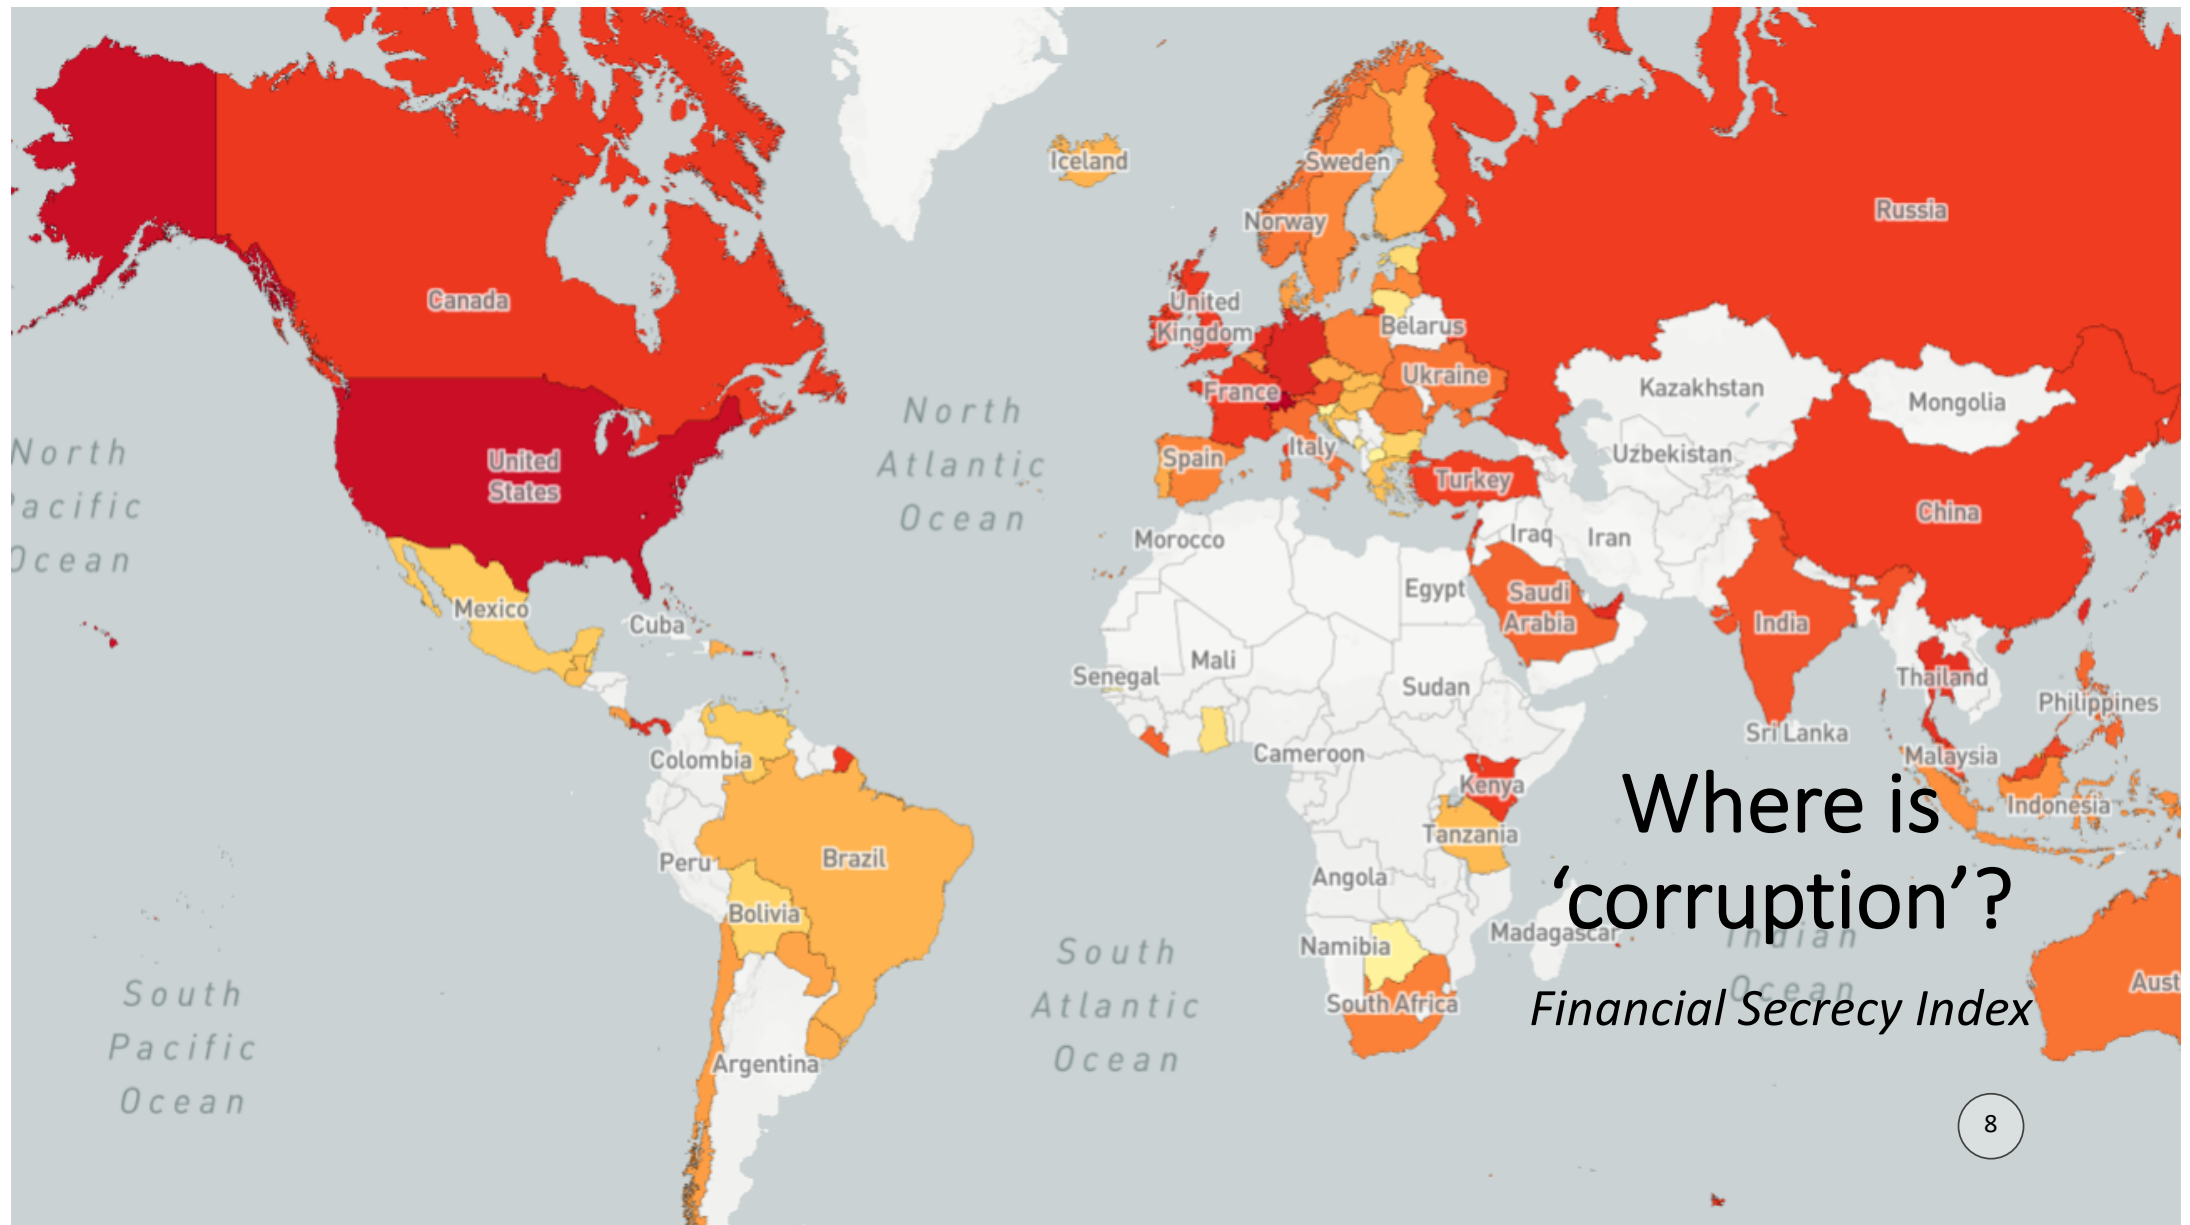 Iceland
Sweden
Norway
Russia
Canada
United
Kingdom
Belarus
Ukraine
France
Kazakhstan
Mongolia
North
Atlantic
Ocean
North
Pacific
Ocean
United
States
Spain
Italy
Turkey
Uzbekistan
China
Morocco
Iraq
Iran
Egypt
Saudi
Arabia
India
Mexico
Cuba
Senegal
Mali
Sudan
Thailand
Philippines
Sri Lanka
Colombia
Cameroon
Malaysia
Kenya
Indonesia
Tanzania
Peru
Brazil
Angola
Bolivia
Namibia
Madagascar
South Africa
Argentina
South
Pacific
Ocean
South
Atlantic
Ocean
Indian
Ocean
Aust
Where is
‘corruption’?
Financial Secrecy Index
8